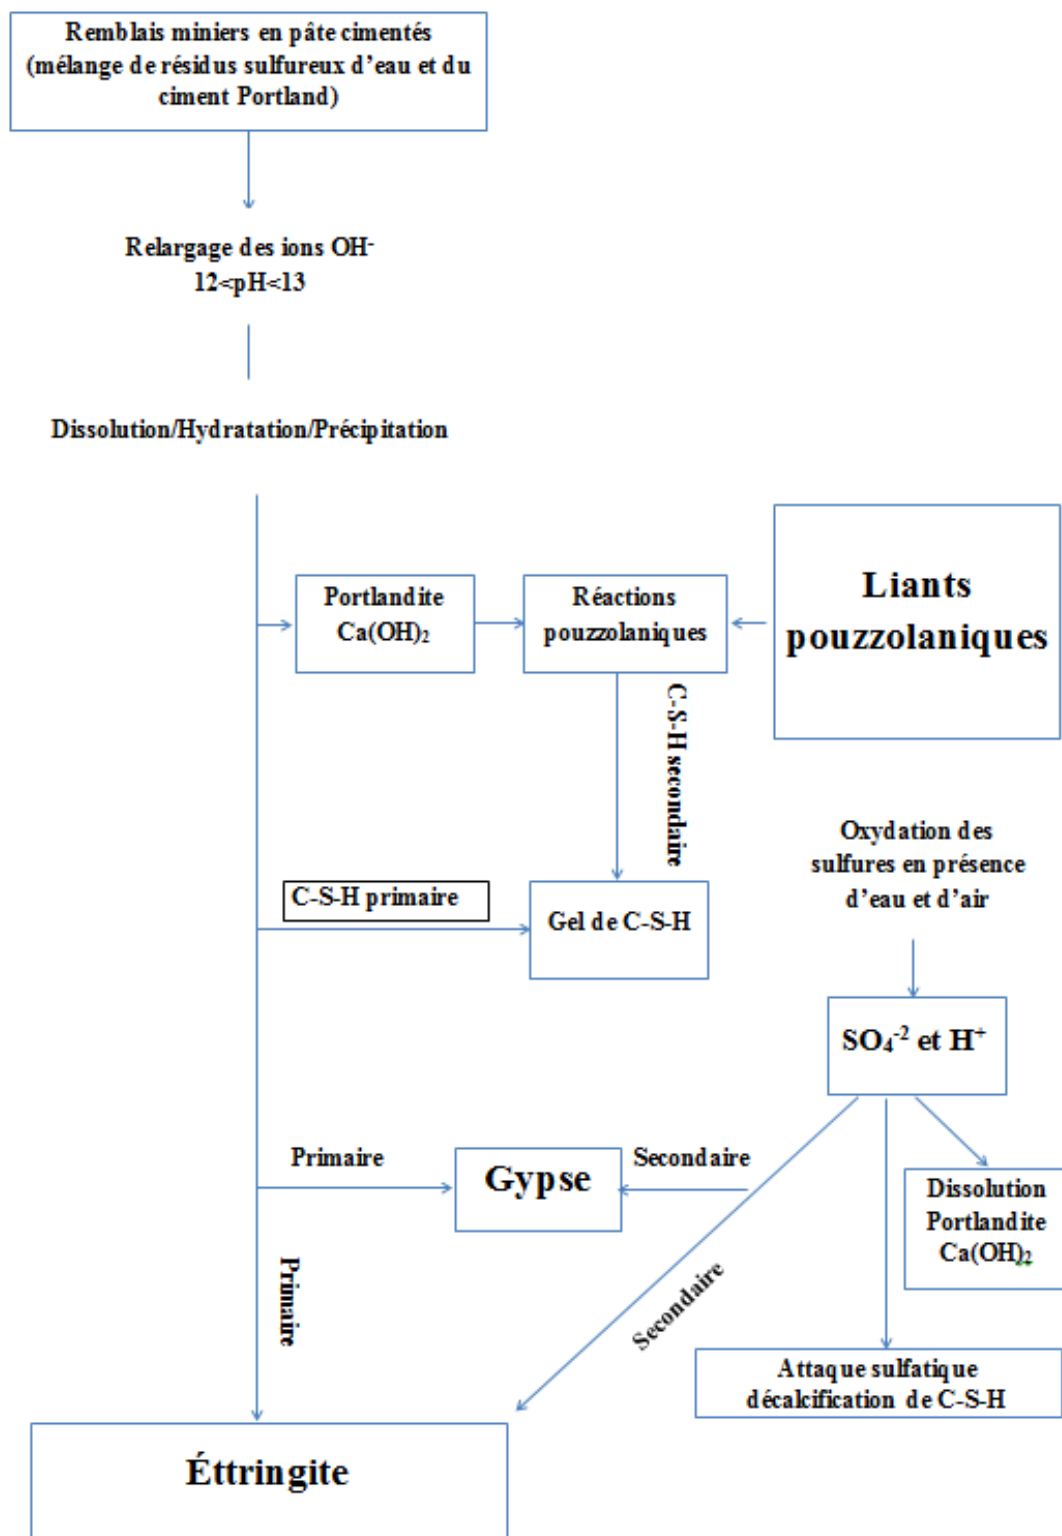 Remblais miniers en pâte cimentés
(mélange de résidus sulfureux d’eau et du
ciment Portland)
Relargage des ions OH⁻
12<pH<13
Dissolution/Hydratation/Précipitation
Portlandite
Ca(OH)₂
Réactions
pouzzolaniques
Liants
pouzzolaniques
C-S-H secondaire
Oxydation des
sulfures en présence
d’eau et d’air
C-S-H primaire
Gel de C-S-H
SO₄⁻² et H⁺
Primaire
Gypse
Secondaire
Dissolution
Portlandite
Ca(OH)₂
Primaire
Secondaire
Attaque sulfatique
décalcification de C-S-H
Éttringite